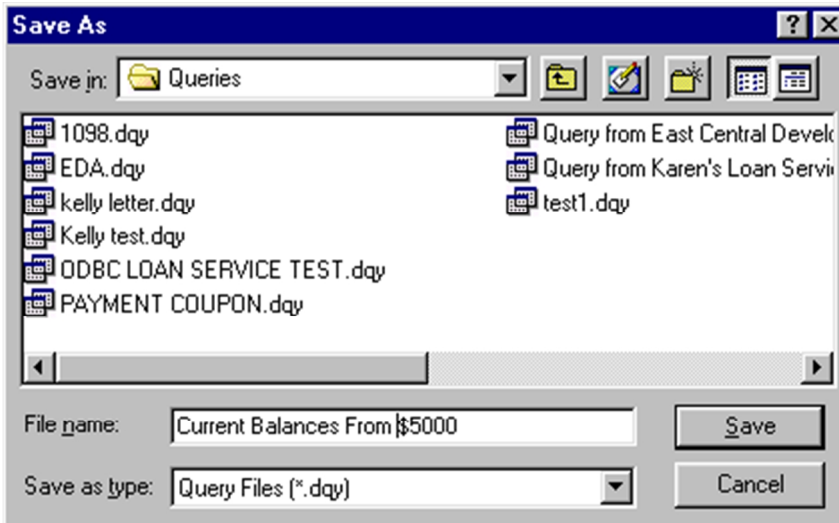 Save As
Save in: Queries
1098.dqy
EDA.dqy
kelly letter.dqy
Kelly test.dqy
ODBC LOAN SERVICE TEST.dqy
PAYMENT COUPON.dqy
Query from East Central Develo
Query from Karen's Loan Servi
test1.dqy
File name: Current Balances From $5000
Save
Save as type: Query Files (*.dqy)
Cancel